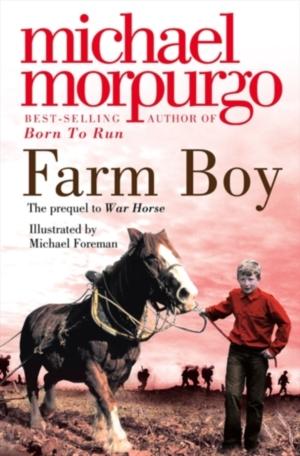 michael
morpurgo
BEST-SELLING AUTHOR OF
Born To Run
Farm Boy
The prequel to War Horse
Illustrated by
Michael Foreman